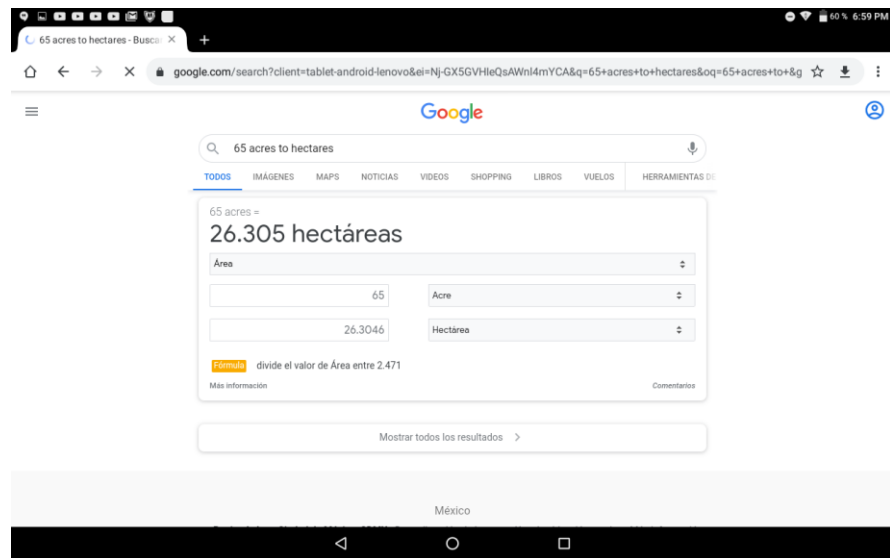 60 % 6:59 PM
65 acres to hectares - Busca
google.com/search?client=tablet-android-lenovo&ei=Nj-GX5GVHIeQsAWnl4mYCA&q=65+acres+to+hectares&oq=65+acres+to+&g
Google
65 acres to hectares
TODOS IMÁGENES MAPS NOTICIAS VIDEOS SHOPPING LIBROS VUELOS HERRAMIENTAS DE
65 acres =
26.305 hectáreas
Área
65 Acre
26.3046 Hectárea
Fórmula divide el valor de Área entre 2.471
Más información Comentarios
Mostrar todos los resultados
México